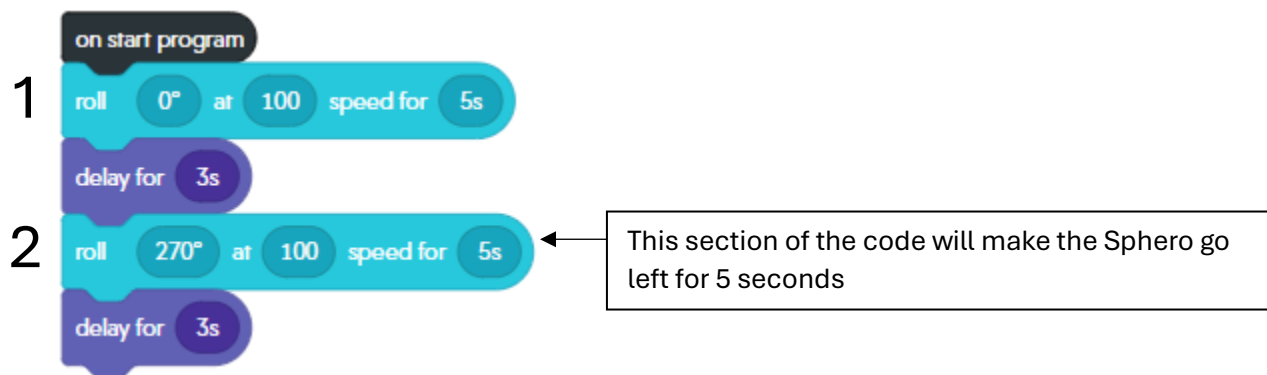 on start program
1
roll 0° at 100 speed for 5s
delay for 3s
2
roll 270° at 100 speed for 5s
This section of the code will make the Sphero go
left for 5 seconds
delay for 3s